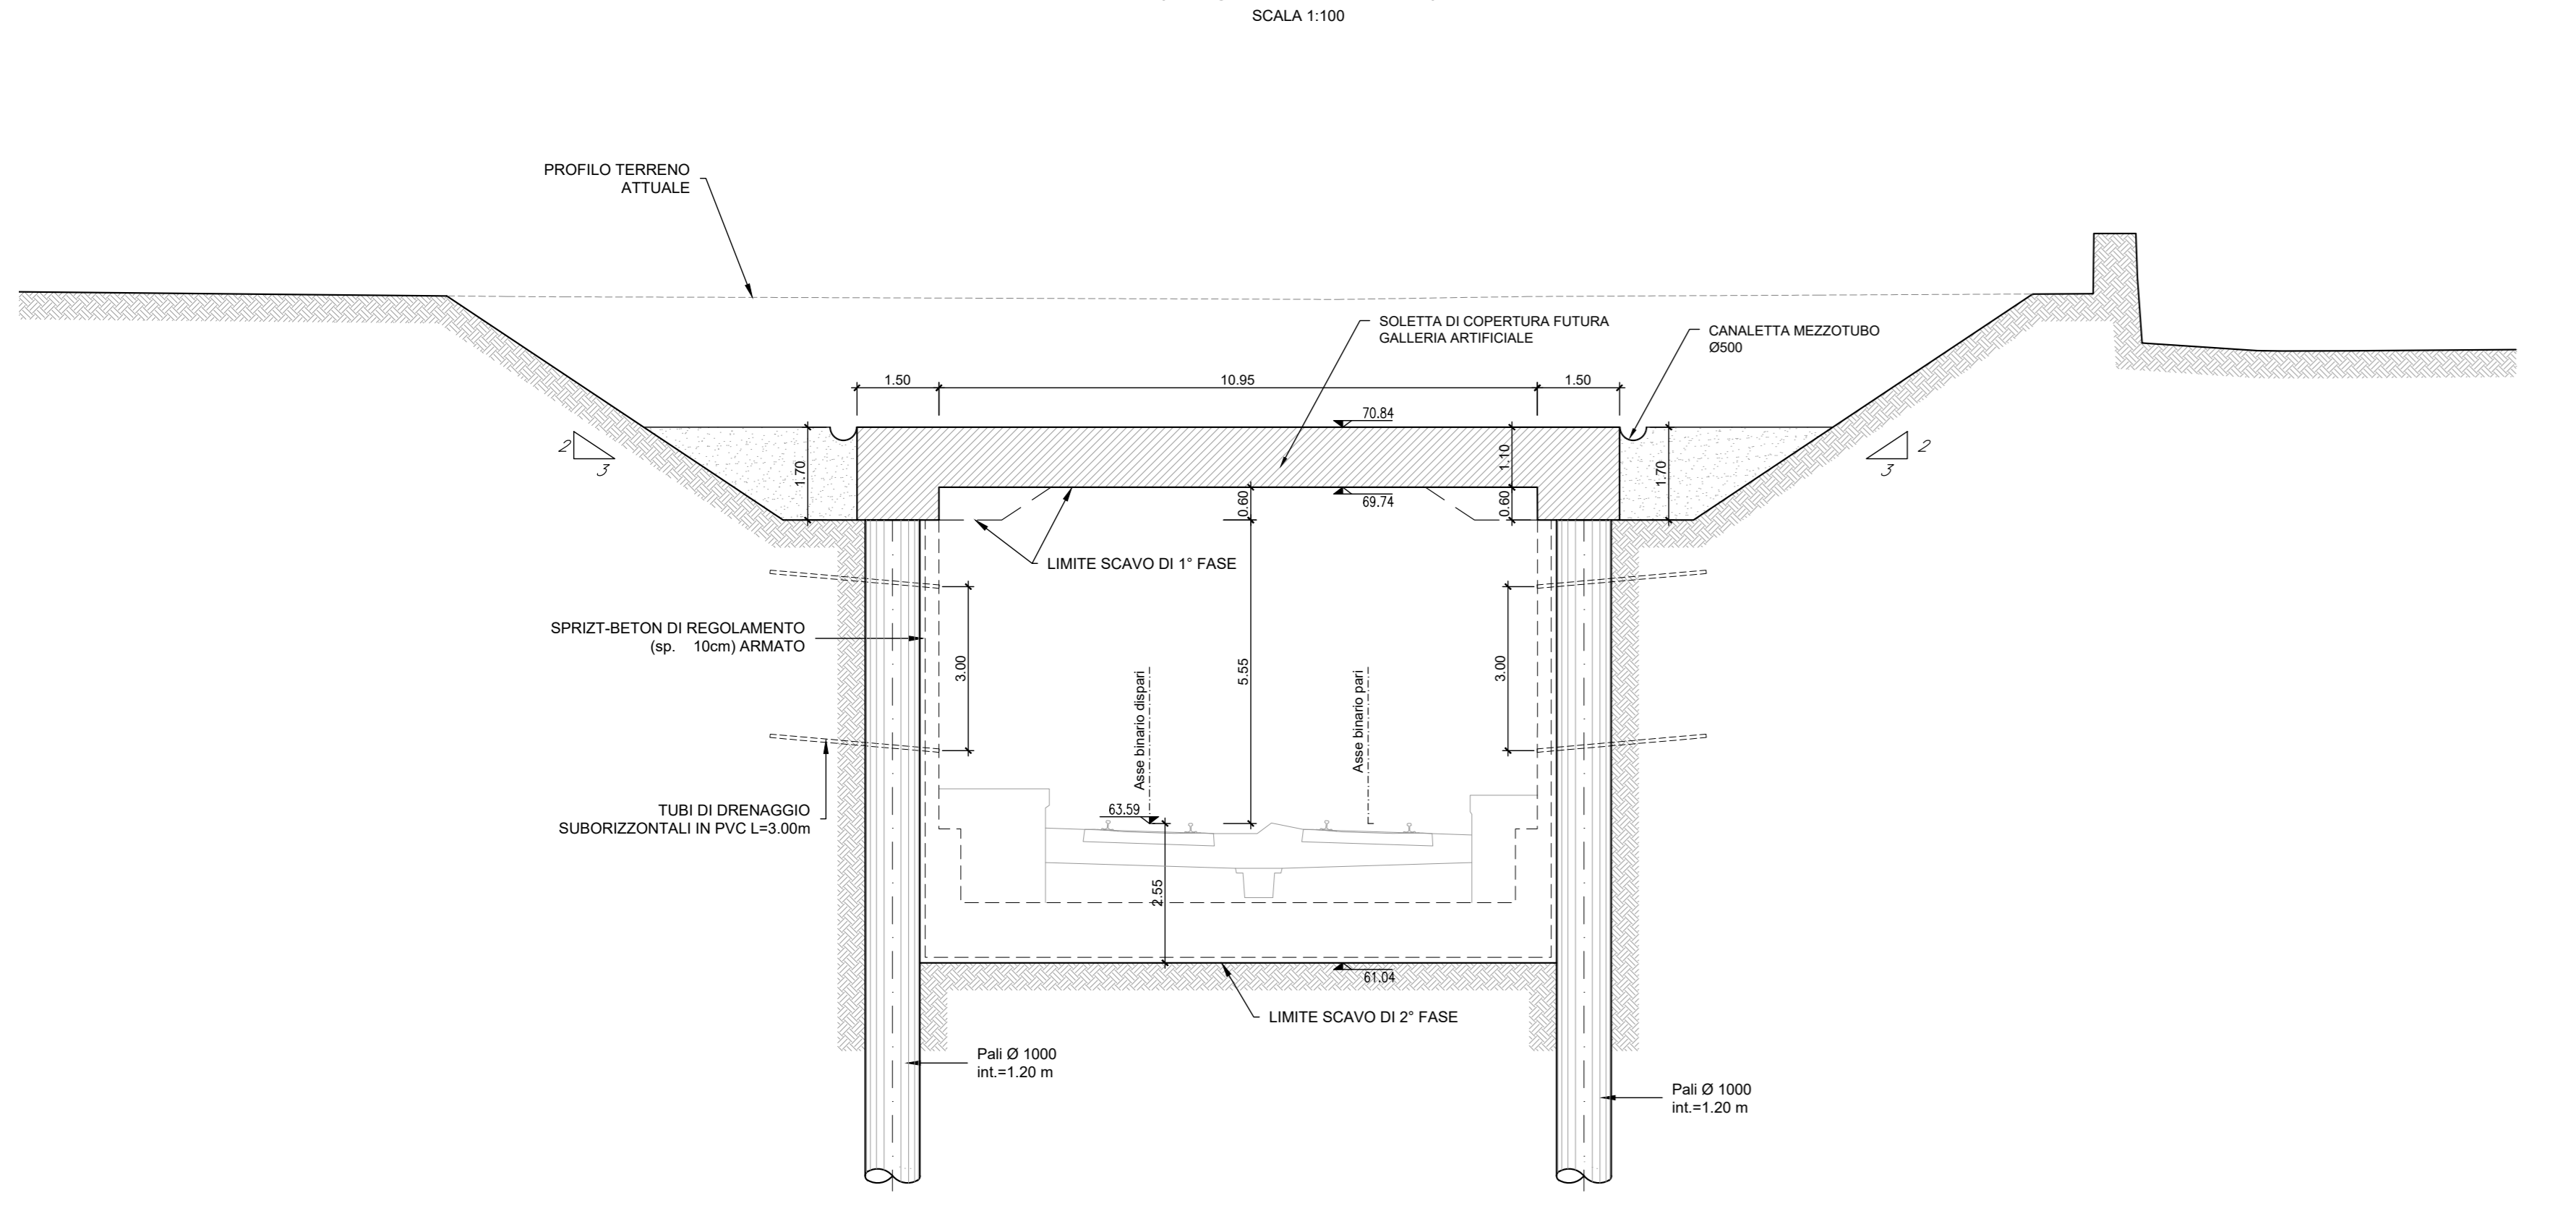 SCALA 1:100
PROFILO TERRENO
ATTUALE
SOLETTA DI COPERTURA FUTURA
GALLERIA ARTIFICIALE
CANALETTA MEZZOTUBO
Ø500
1.50
10.95
1.50
70.84
2
3
1.70
1.10
1.70
2
3
0.60
69.74
0.60
LIMITE SCAVO DI 1° FASE
SPRIZT-BETON DI REGOLAMENTO
(sp. 10cm) ARMATO
3.00
5.55
3.00
Asse binario dispari
Asse binario pari
TUBI DI DRENAGGIO
SUBORIZZONTALI IN PVC L=3.00m
63.59
2.55
61.04
LIMITE SCAVO DI 2° FASE
Pali Ø 1000
int.=1.20 m
Pali Ø 1000
int.=1.20 m